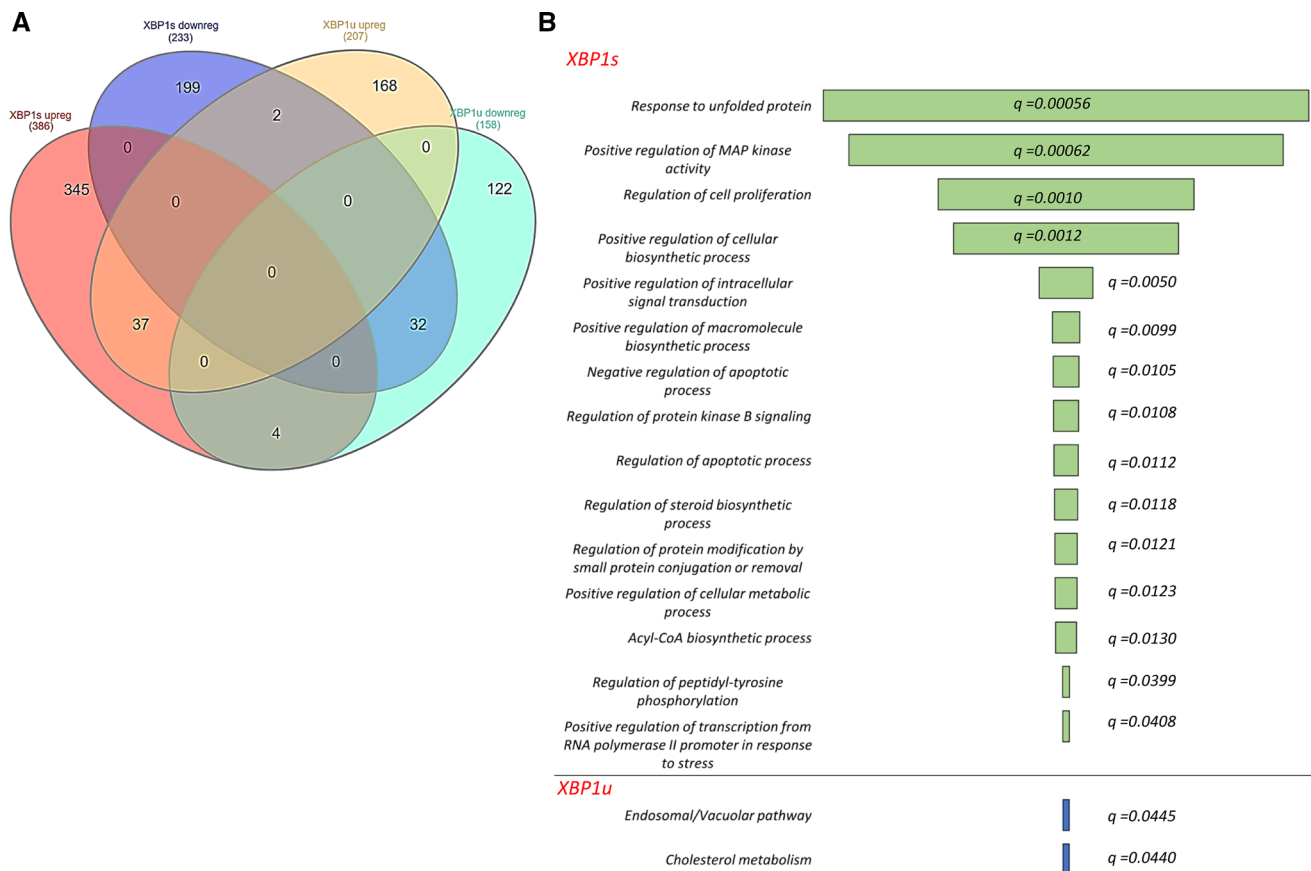 A
XBP1s downreg
(233)
XBP1u upreg
(207)
XBP1s upreg
(386)
XBP1u downreg
(158)
199
168
2
0
0
345
122
0
0
0
37
32
0
0
4
B
XBP1s
Response to unfolded protein
q =0.00056
Positive regulation of MAP kinase
activity
q =0.00062
Regulation of cell proliferation
q =0.0010
Positive regulation of cellular
biosynthetic process
q =0.0012
Positive regulation of intracellular
signal transduction
q =0.0050
Positive regulation of macromolecule
biosynthetic process
q =0.0099
Negative regulation of apoptotic
process
q =0.0105
Regulation of protein kinase B signaling
q =0.0108
Regulation of apoptotic process
q =0.0112
Regulation of steroid biosynthetic
process
q =0.0118
Regulation of protein modification by
small protein conjugation or removal
q =0.0121
Positive regulation of cellular metabolic
process
q =0.0123
Acyl-CoA biosynthetic process
q =0.0130
Regulation of peptidyl-tyrosine
phosphorylation
q =0.0399
Positive regulation of transcription from
RNA polymerase II promoter in response
to stress
q =0.0408
XBP1u
Endosomal/Vacuolar pathway
q =0.0445
Cholesterol metabolism
q =0.0440